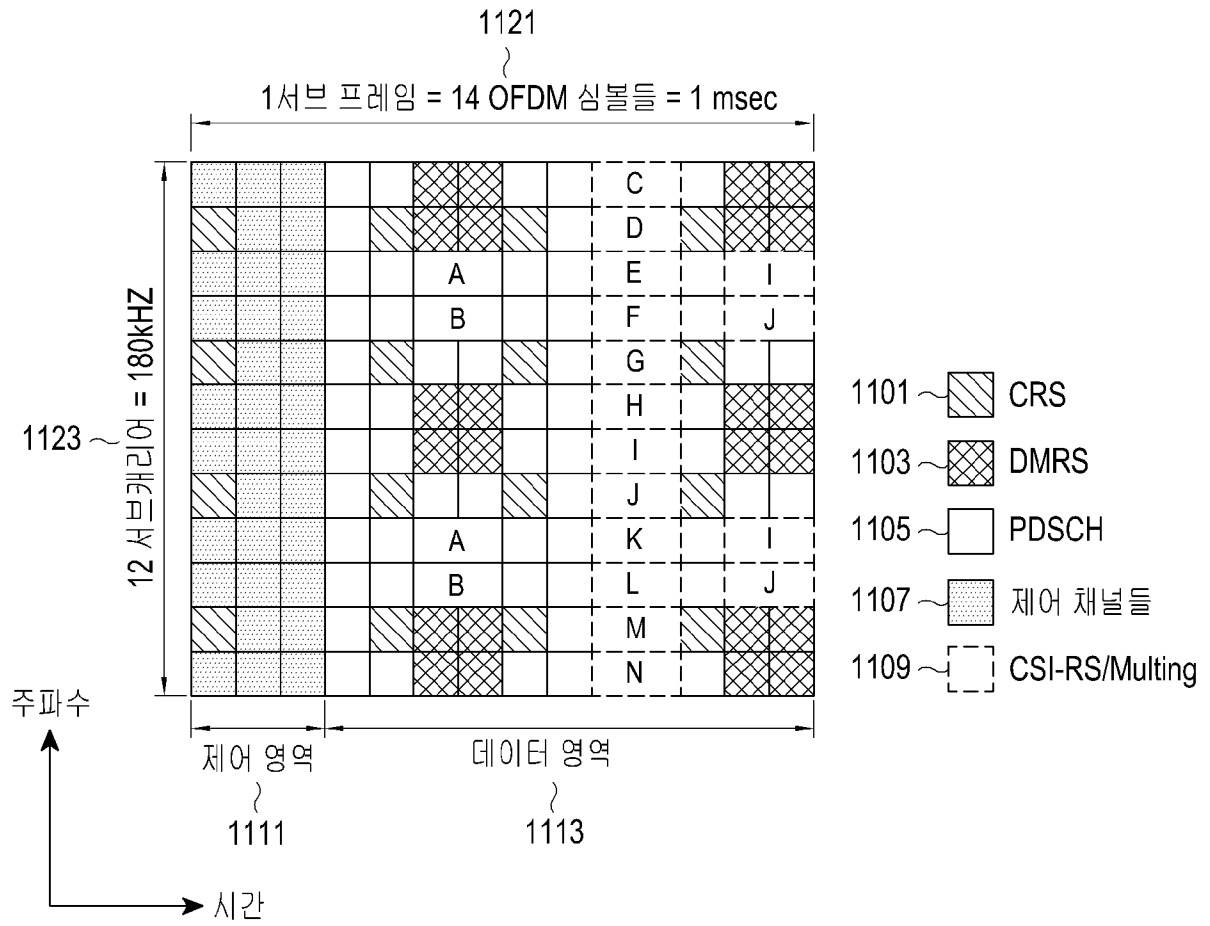 1121
1서브 프레임 = 14 OFDM 심볼들 = 1 msec
C
D
A E I
B F J
G
H
I
J
A K I
B L J
M
N
12 서브캐리어 = 180kHZ
1123
1101 CRS
1103 DMRS
1105 PDSCH
1107 제어 채널들
1109 CSI-RS/Multing
주파수
시간
제어 영역
1111
데이터 영역
1113